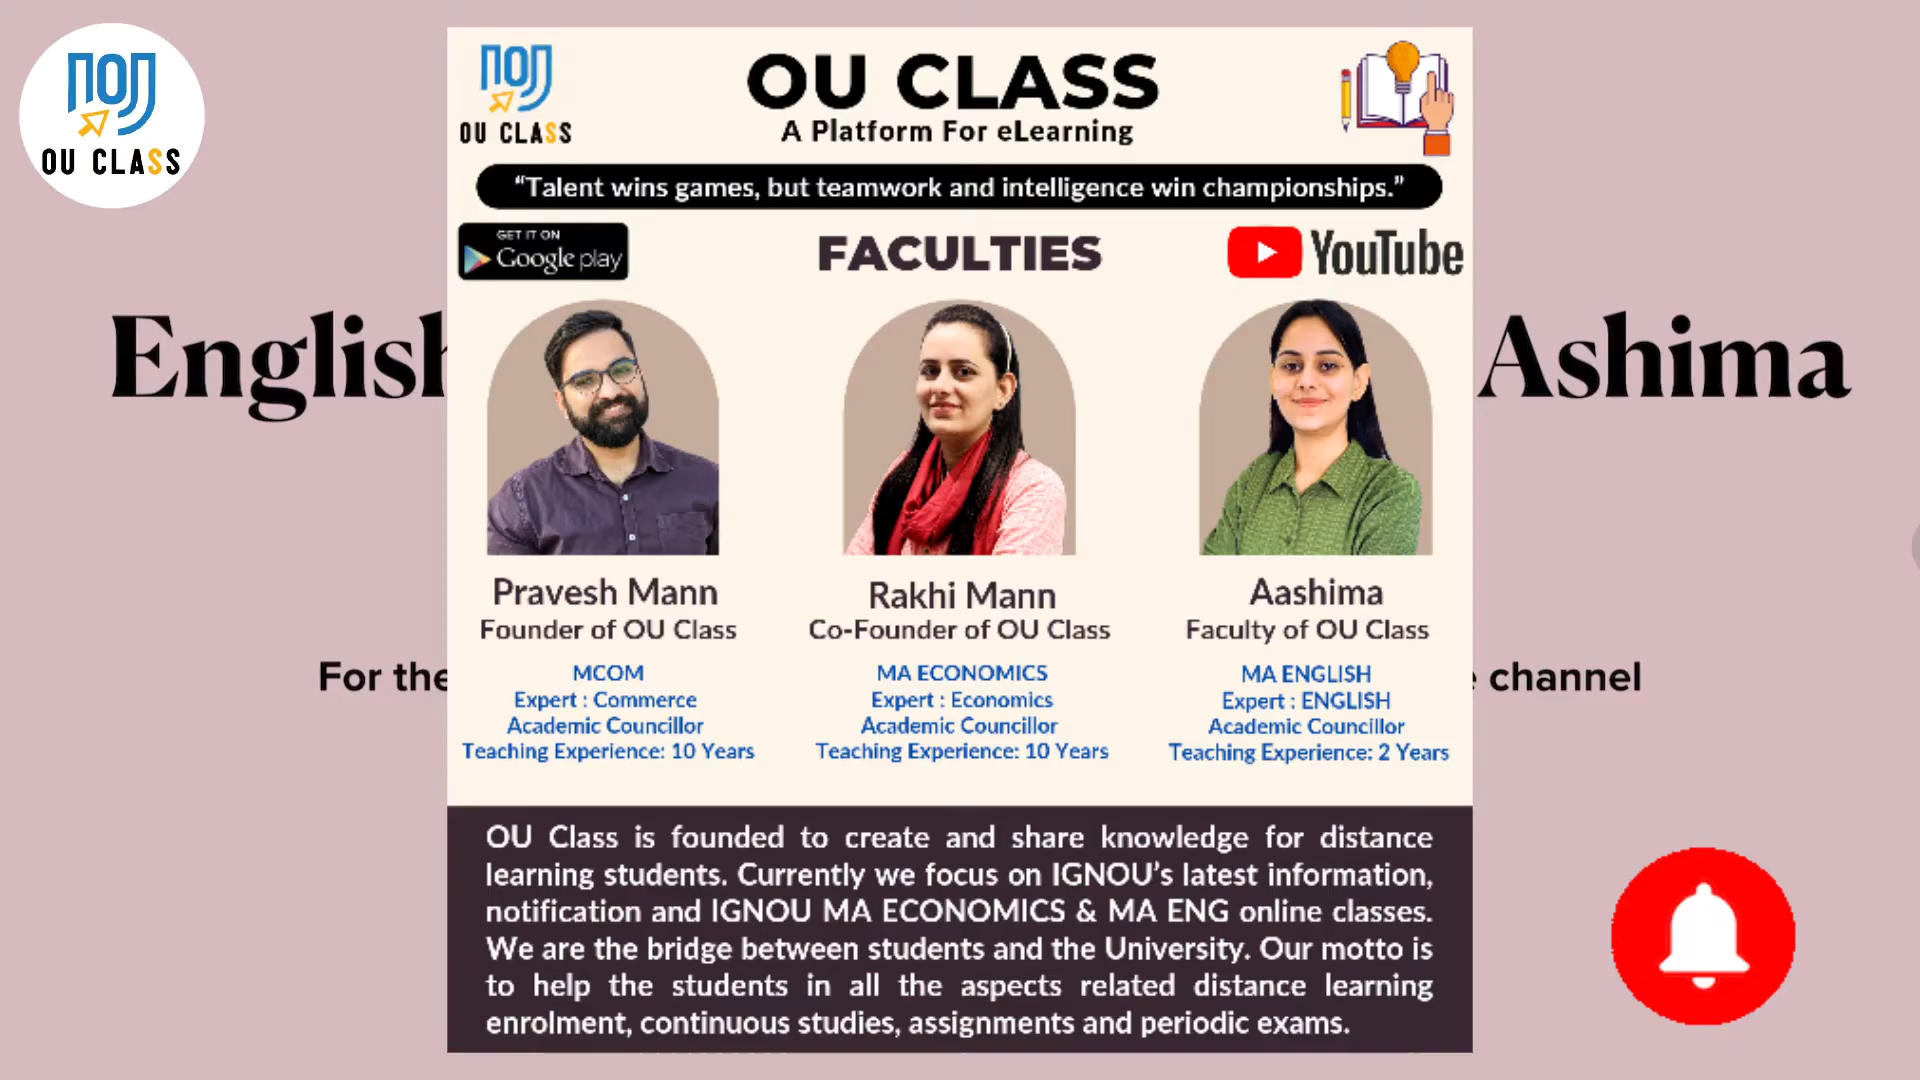 OU CLASS
OU CLASS
OU CLASS
A Platform For eLearning
“Talent wins games, but teamwork and intelligence win championships.”
GET IT ON
Google play
FACULTIES
YouTube
English
Ashima
Pravesh Mann
Founder of OU Class
MCOM
Expert : Commerce
Academic Councillor
Teaching Experience: 10 Years
Rakhi Mann
Co-Founder of OU Class
MA ECONOMICS
Expert : Economics
Academic Councillor
Teaching Experience: 10 Years
Aashima
Faculty of OU Class
MA ENGLISH
Expert : ENGLISH
Academic Councillor
Teaching Experience: 2 Years
For the
channel
OU Class is founded to create and share knowledge for distance
learning students. Currently we focus on IGNOU’s latest information,
notification and IGNOU MA ECONOMICS & MA ENG online classes.
We are the bridge between students and the University. Our motto is
to help the students in all the aspects related distance learning
enrolment, continuous studies, assignments and periodic exams.